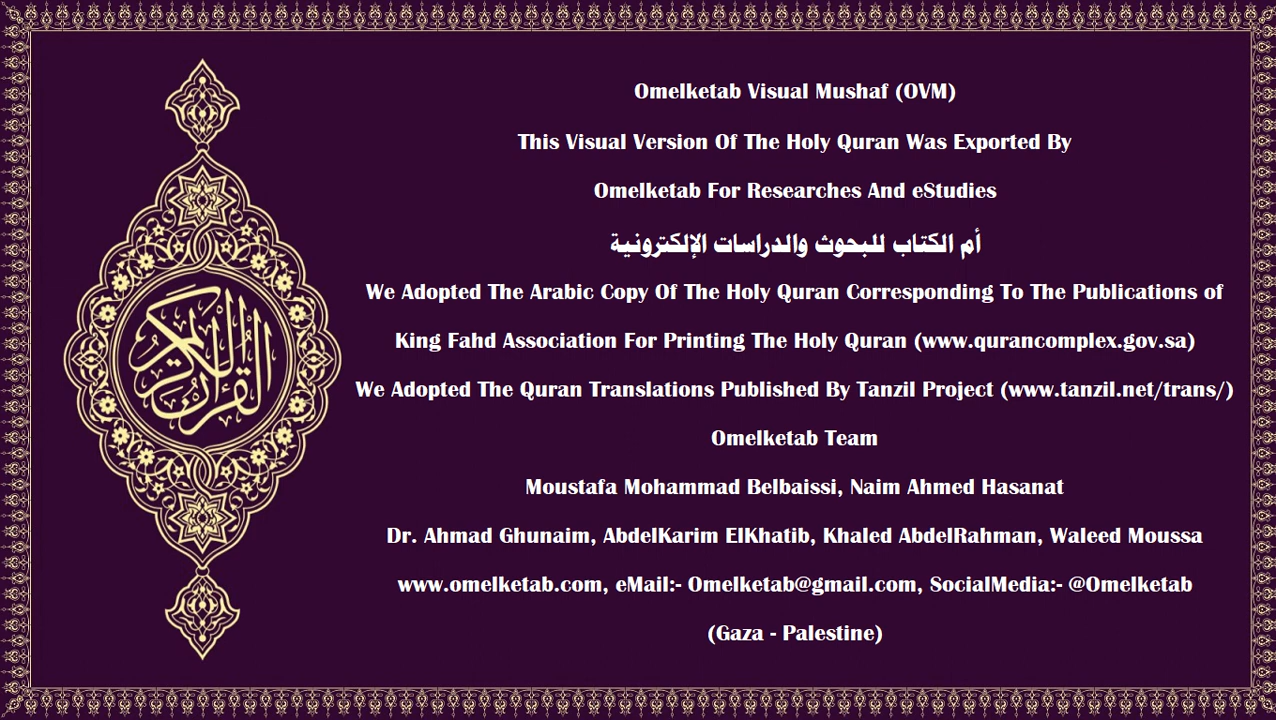 Omelketab Visual Mushaf (OVM)
This Visual Version Of The Holy Quran Was Exported By
Omelketab For Researches And eStudies
أم الكتاب للبحوث والدراسات الإلكترونية
We Adopted The Arabic Copy Of The Holy Quran Corresponding To The Publications of
King Fahd Association For Printing The Holy Quran (www.qurancomplex.gov.sa)
We Adopted The Quran Translations Published By Tanzil Project (www.tanzil.net/trans/)
Omelketab Team
Moustafa Mohammad Belbaissi, Naim Ahmed Hasanat
Dr. Ahmad Ghunaim, AbdelKarim ElKhatib, Khaled AbdelRahman, Waleed Moussa
www.omelketab.com, eMail:- Omelketab@gmail.com, SocialMedia:- @Omelketab
(Gaza - Palestine)
القرآن الكريم